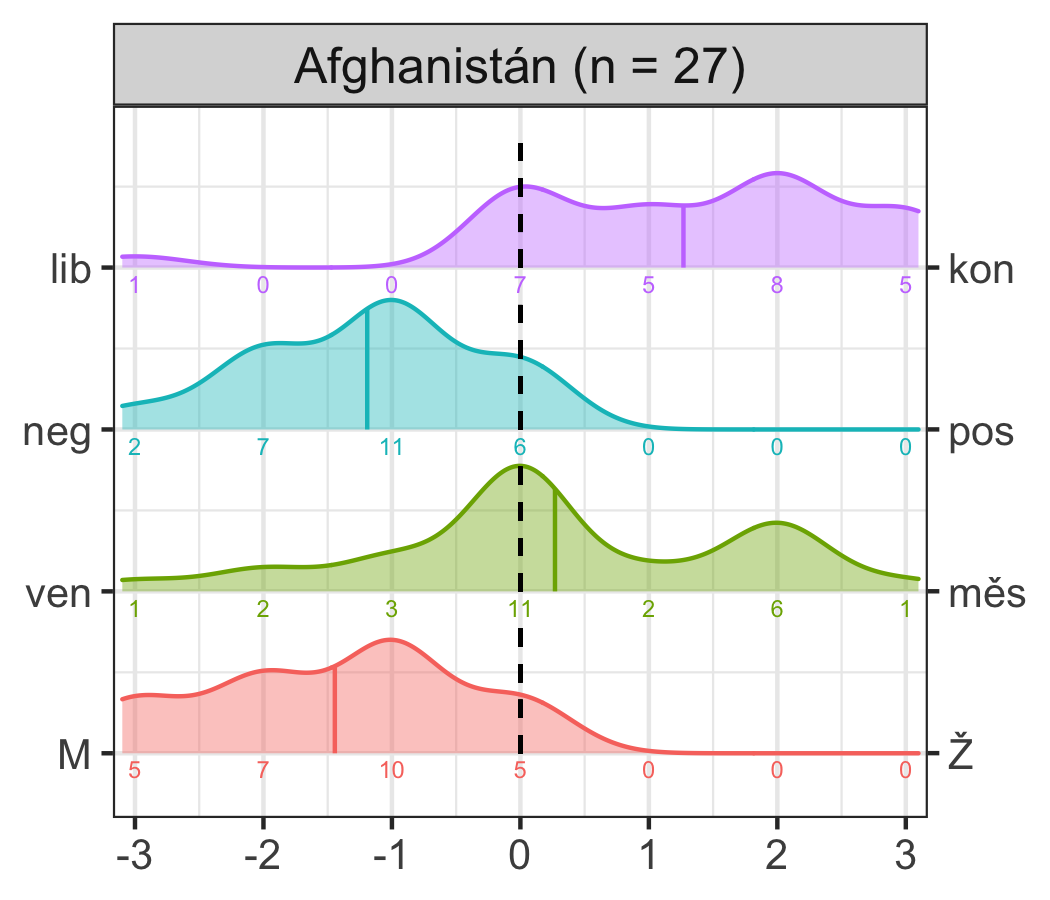 Afghanistán (n = 27)
lib kon
1 0 0 7 5 8 5
neg pos
2 7 11 6 0 0 0
ven měs
1 2 3 11 2 6 1
M Ž
5 7 10 5 0 0 0
-3 -2 -1 0 1 2 3